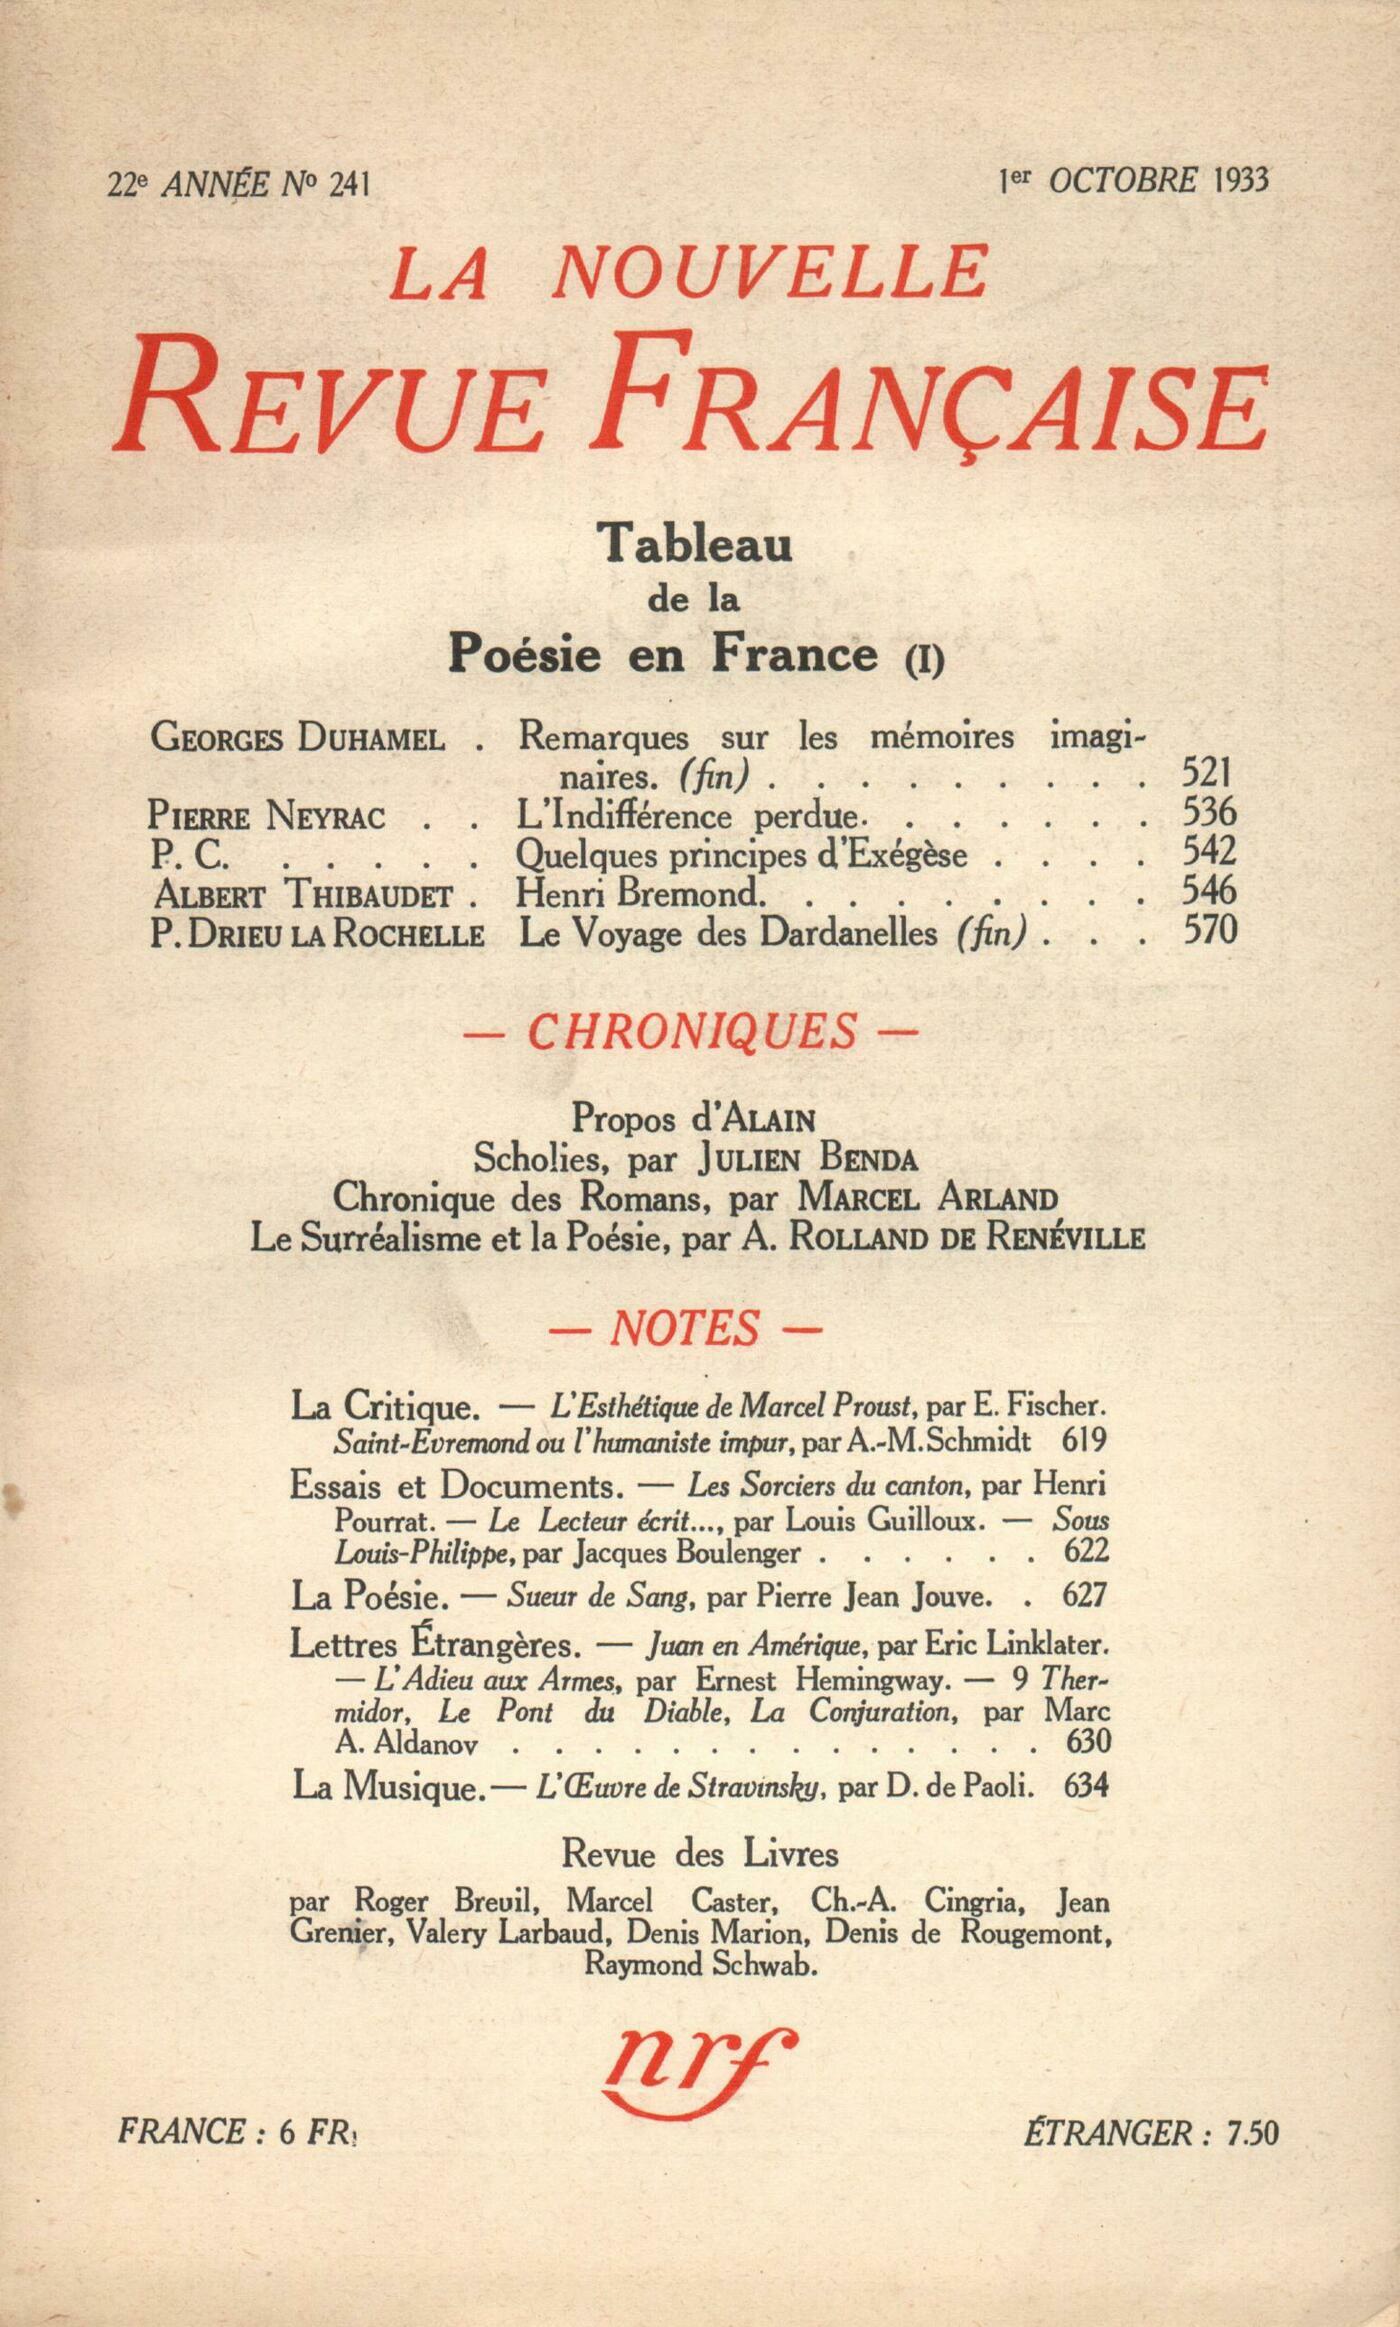 22e ANNÉE No 241
1er OCTOBRE 1933
LA NOUVELLE
REVUE FRANÇAISE
Tableau
de la
Poésie en France (I)
GEORGES DUHAMEL . Remarques sur les mémoires imagi-
naires. (fin) . . . . . . . . 521
PIERRE NEYRAC . . L'Indifférence perdue. . . . . . . 536
P. C. . . . . . Quelques principes d'Exégèse . . . . 542
ALBERT THIBAUDET . Henri Bremond. . . . . . . . . 546
P. DRIEU LA ROCHELLE Le Voyage des Dardanelles (fin) . . . 570
— CHRONIQUES —
Propos d'ALAIN
Scholies, par JULIEN BENDA
Chronique des Romans, par MARCEL ARLAND
Le Surréalisme et la Poésie, par A. ROLLAND DE RENÉVILLE
— NOTES —
La Critique. — L'Esthétique de Marcel Proust, par E. Fischer.
Saint-Evremond ou l'humaniste impur, par A.-M. Schmidt 619
Essais et Documents. — Les Sorciers du canton, par Henri
Pourrat. — Le Lecteur écrit..., par Louis Guilloux. — Sous
Louis-Philippe, par Jacques Boulenger . . . . . . 622
La Poésie. — Sueur de Sang, par Pierre Jean Jouve. . 627
Lettres Étrangères. — Juan en Amérique, par Eric Linklater.
— L'Adieu aux Armes, par Ernest Hemingway. — 9 Ther-
midor, Le Pont du Diable, La Conjuration, par Marc
A. Aldanov . . . . . . . . . . . . . . 630
La Musique. — L'Œuvre de Stravinsky, par D. de Paoli. 634
Revue des Livres
par Roger Breuil, Marcel Caster, Ch.-A. Cingria, Jean
Grenier, Valery Larbaud, Denis Marion, Denis de Rougemont,
Raymond Schwab.
nrf
FRANCE : 6 FR.
ÉTRANGER : 7.50